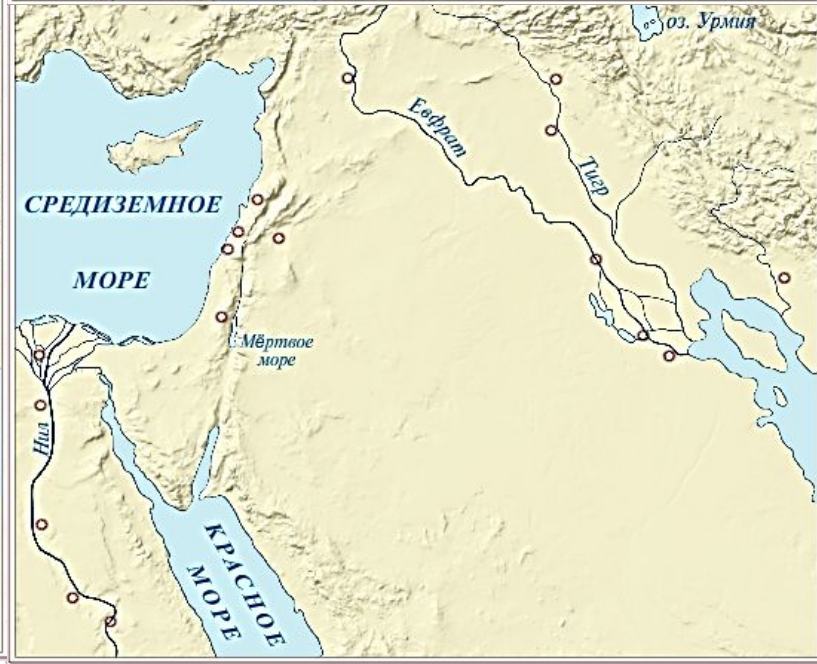 оз. Урмия
Евфрат
Тигр
СРЕДИЗЕМНОЕ
МОРЕ
Мёртвое
море
Нил
КРАСНОЕ
МОРЕ